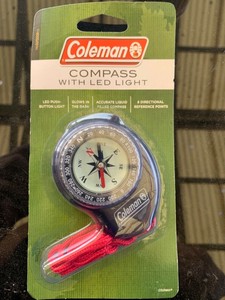 Coleman
COMPASS
WITH LED LIGHT
LED PUSH-
BUTTON LIGHT
GLOWS IN
THE DARK
ACCURATE LIQUID
FILLED COMPASS
4 DIRECTIONAL
REFERENCE POINTS
N
W
E
S
Coleman